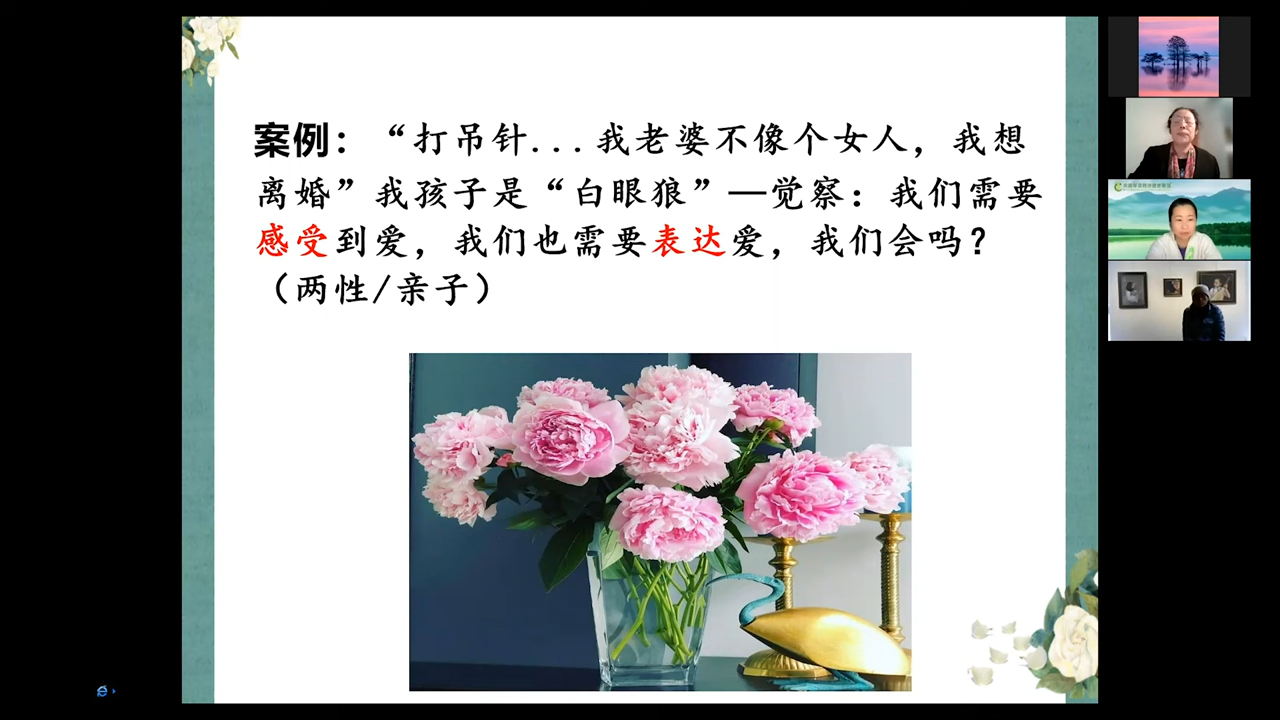 案例：“打吊针...我老婆不像个女人，我想
离婚”我孩子是“白眼狼”—觉察：我们需要
感受到爱，我们也需要表达爱，我们会吗？
（两性/亲子）